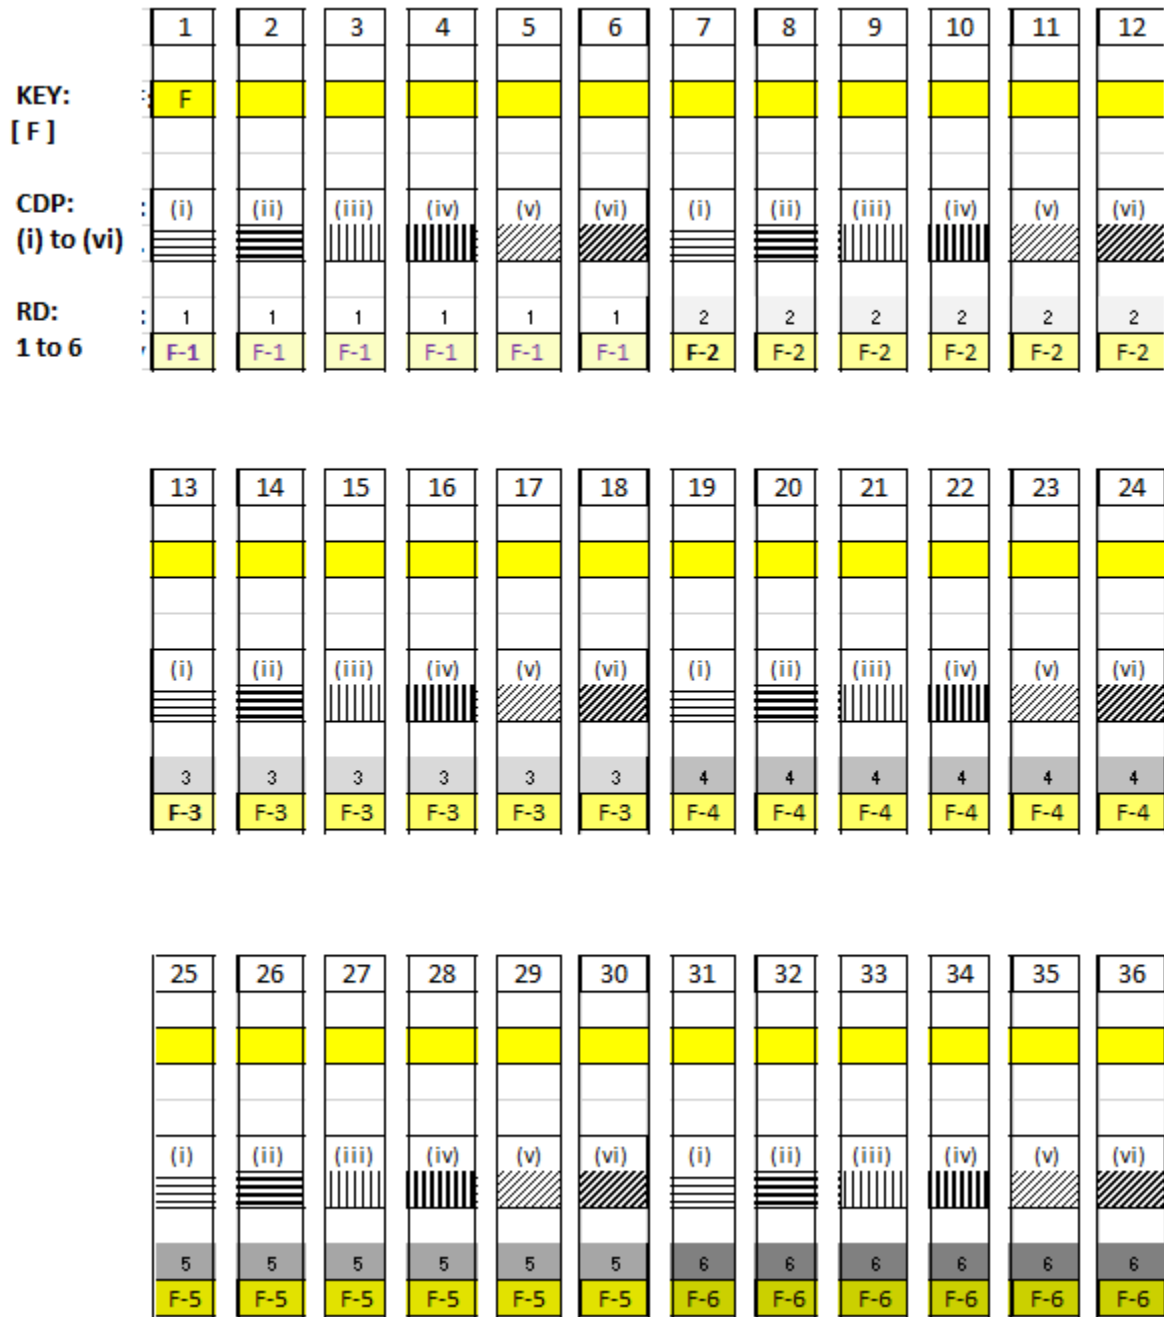 1 2 3 4 5 6 7 8 9 10 11 12
KEY: F
[ F ]
CDP: (i) (ii) (iii) (iv) (v) (vi) (i) (ii) (iii) (iv) (v) (vi)
(i) to (vi)
RD: 1 1 1 1 1 1 2 2 2 2 2 2
1 to 6 F-1 F-1 F-1 F-1 F-1 F-1 F-2 F-2 F-2 F-2 F-2 F-2
13 14 15 16 17 18 19 20 21 22 23 24
(i) (ii) (iii) (iv) (v) (vi) (i) (ii) (iii) (iv) (v) (vi)
3 3 3 3 3 3 4 4 4 4 4 4
F-3 F-3 F-3 F-3 F-3 F-3 F-4 F-4 F-4 F-4 F-4 F-4
25 26 27 28 29 30 31 32 33 34 35 36
(i) (ii) (iii) (iv) (v) (vi) (i) (ii) (iii) (iv) (v) (vi)
5 5 5 5 5 5 6 6 6 6 6 6
F-5 F-5 F-5 F-5 F-5 F-5 F-6 F-6 F-6 F-6 F-6 F-6